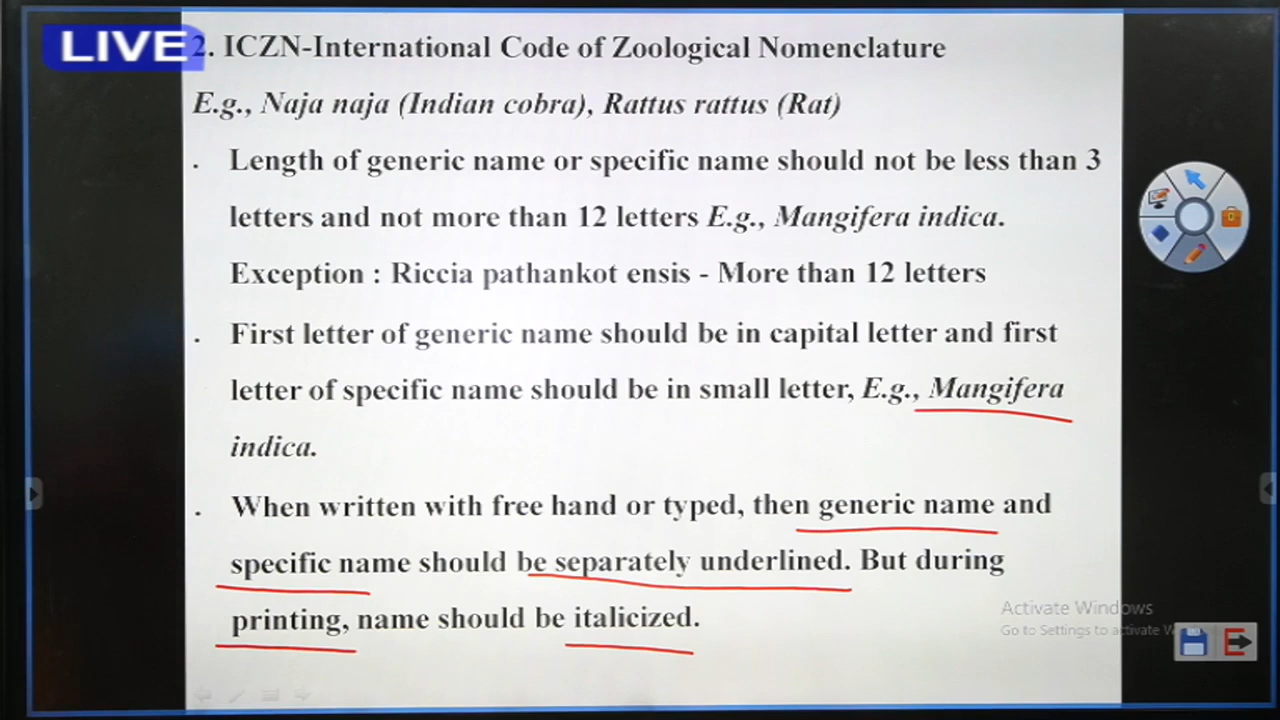 LIVE
2. ICZN-International Code of Zoological Nomenclature
E.g., Naja naja (Indian cobra), Rattus rattus (Rat)
. Length of generic name or specific name should not be less than 3
letters and not more than 12 letters E.g., Mangifera indica.
Exception : Riccia pathankot ensis - More than 12 letters
. First letter of generic name should be in capital letter and first
letter of specific name should be in small letter, E.g., Mangifera
indica.
. When written with free hand or typed, then generic name and
specific name should be separately underlined. But during
printing, name should be italicized.
Activate Windows
Go to Settings to activate W